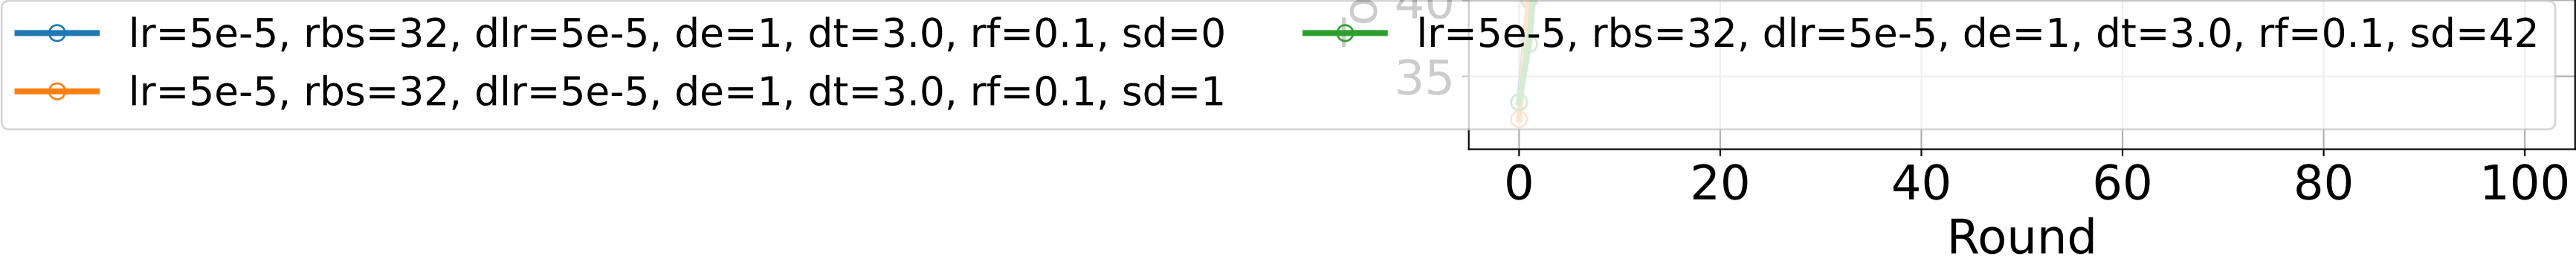 40
lr=5e-5, rbs=32, dlr=5e-5, de=1, dt=3.0, rf=0.1, sd=0
lr=5e-5, rbs=32, dlr=5e-5, de=1, dt=3.0, rf=0.1, sd=42
35
lr=5e-5, rbs=32, dlr=5e-5, de=1, dt=3.0, rf=0.1, sd=1
0 20 40 60 80 100
Round